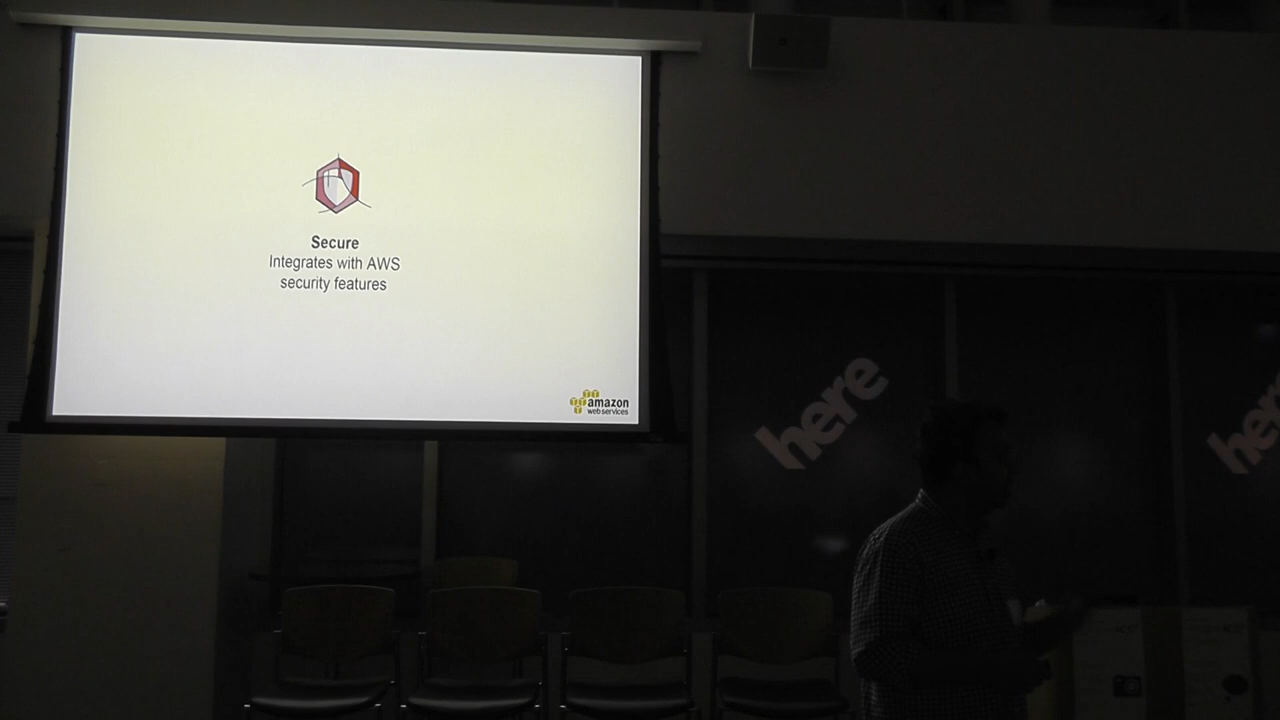 Secure
Integrates with AWS
security features
amazon
web services
here
here